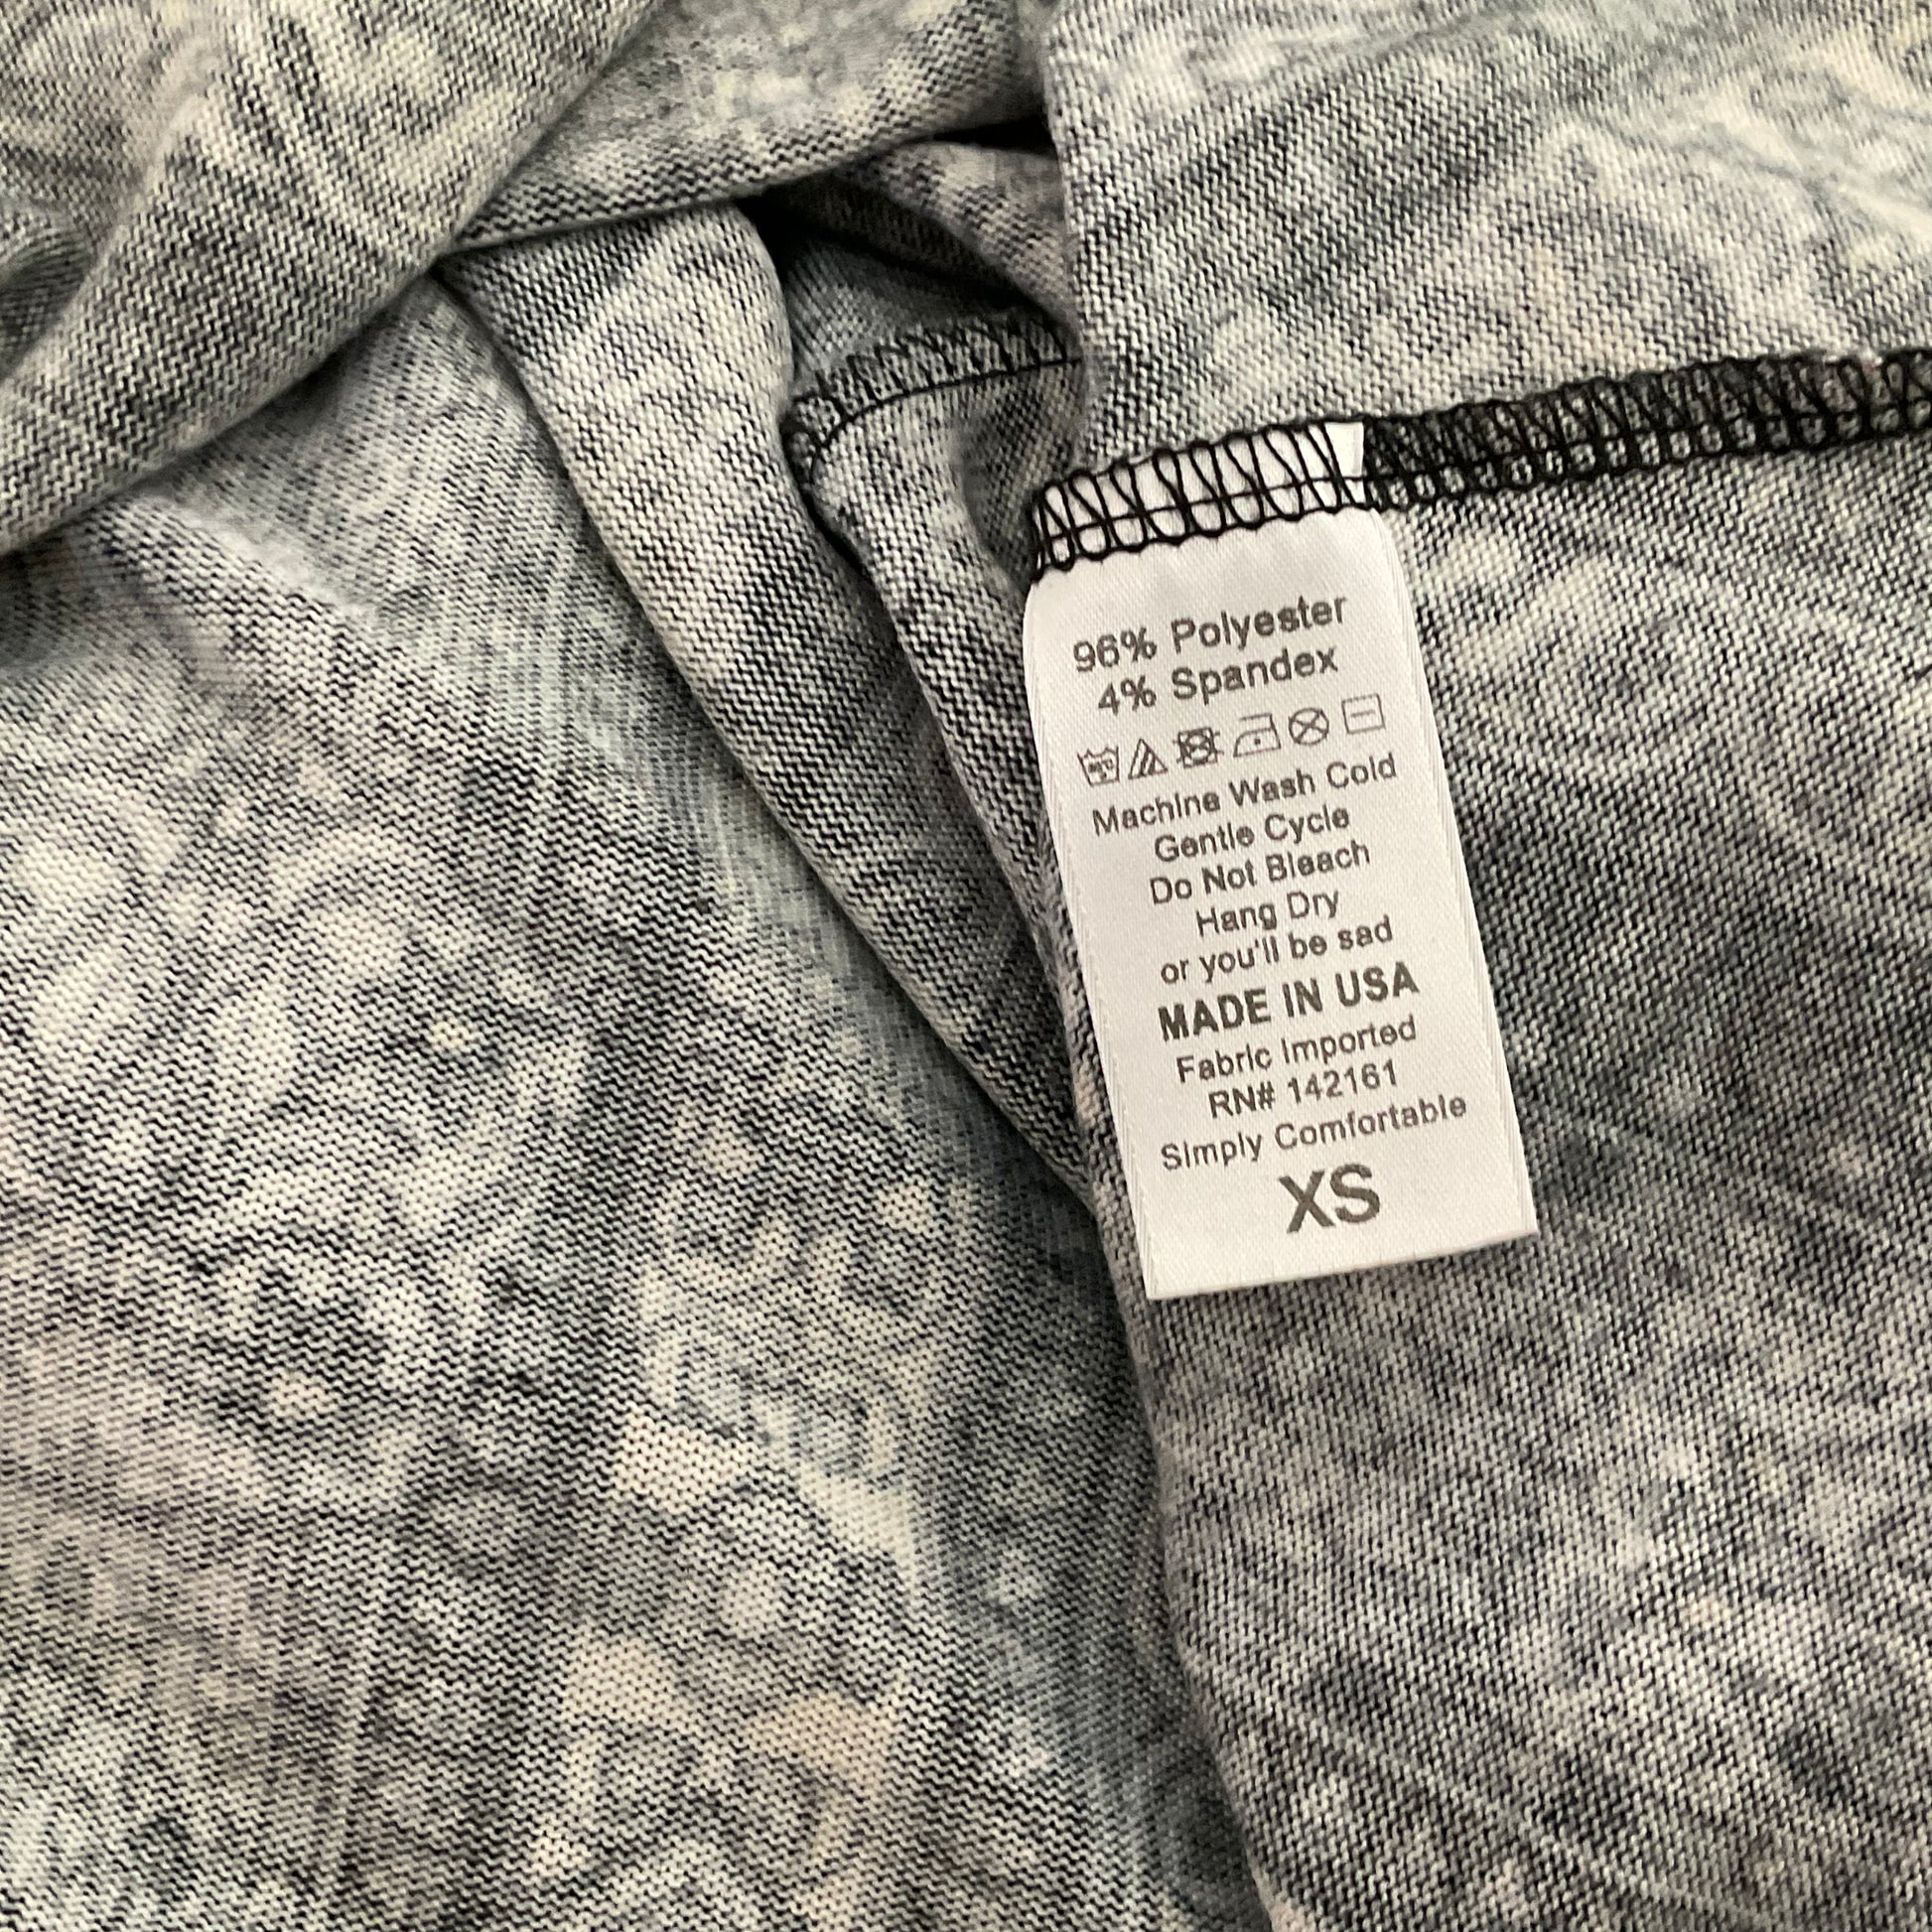 96% Polyester
4% Spandex
Machine Wash Cold
Gentle Cycle
Do Not Bleach
Hang Dry
or you'll be sad
MADE IN USA
Fabric Imported
RN# 142161
Simply Comfortable
XS